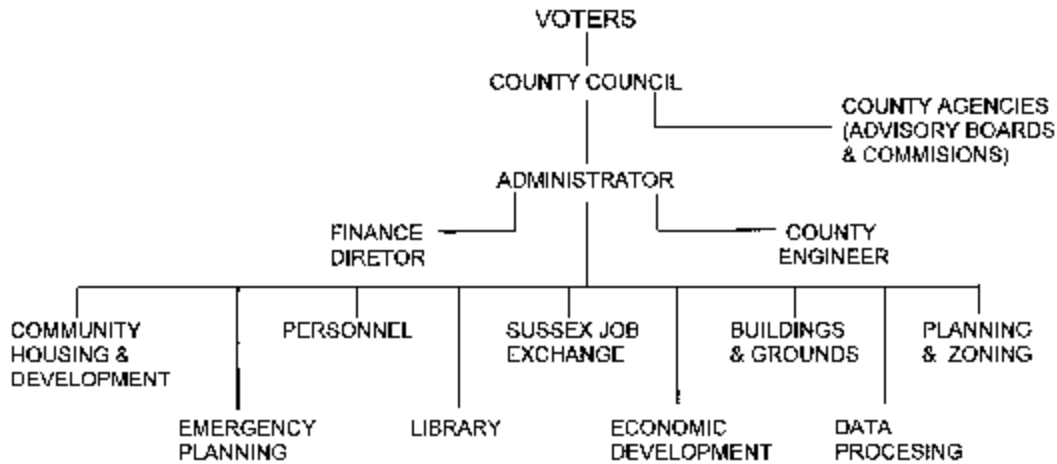 VOTERS
COUNTY COUNCIL
COUNTY AGENCIES
(ADVISORY BOARDS
& COMMISIONS)
ADMINISTRATOR
FINANCE
DIRETOR
COUNTY
ENGINEER
COMMUNITY
HOUSING &
DEVELOPMENT
PERSONNEL
SUSSEX JOB
EXCHANGE
BUILDINGS
& GROUNDS
PLANNING
& ZONING
EMERGENCY
PLANNING
LIBRARY
ECONOMIC
DEVELOPMENT
DATA
PROCESING